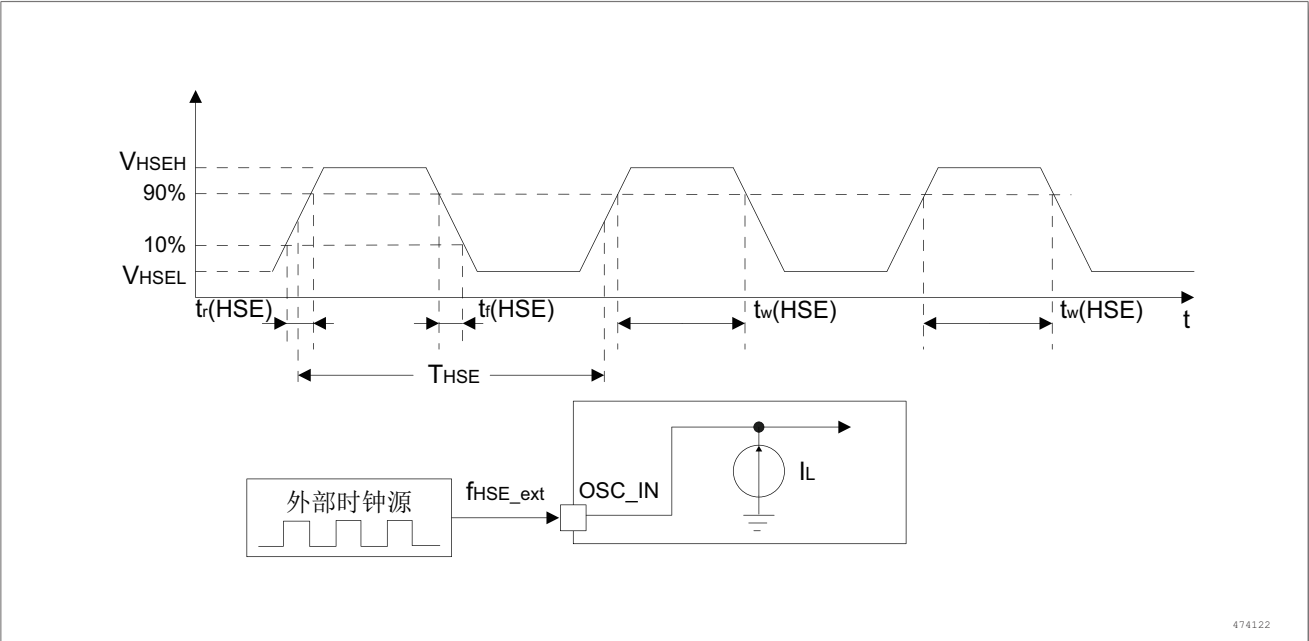 VHSEH
90%
10%
VHSEL
tr(HSE)
tf(HSE)
tw(HSE)
tw(HSE)
t
THSE
外部时钟源
fHSE_ext
OSC_IN
IL
474122